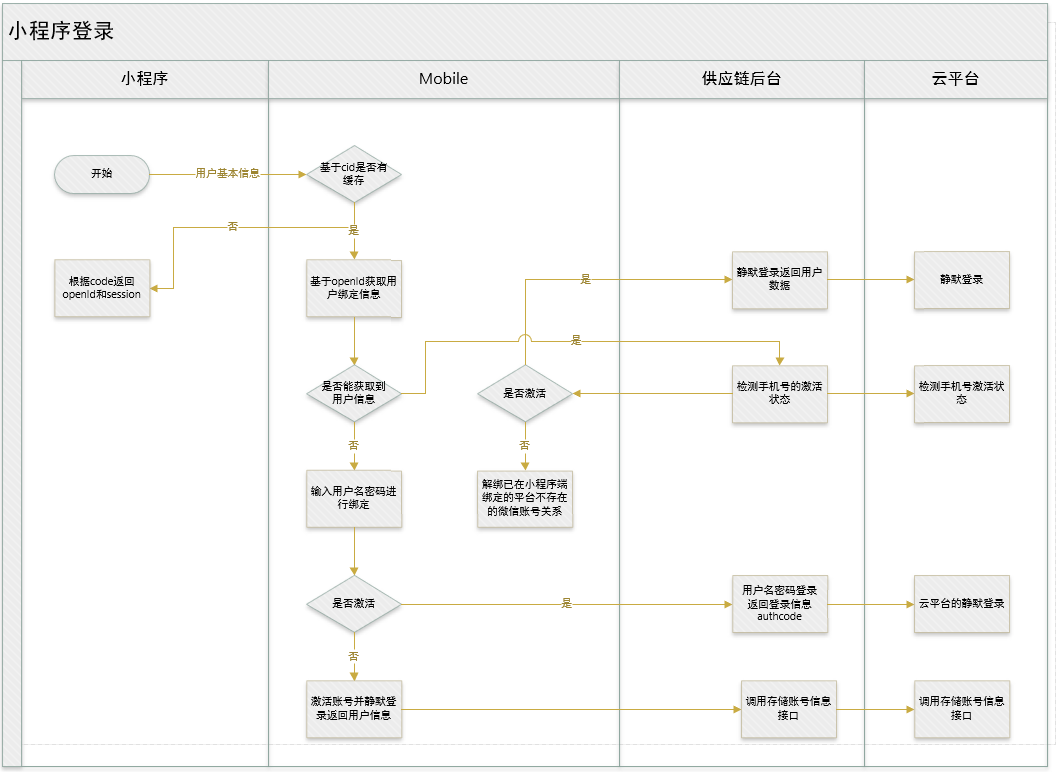 小程序登录
小程序
Mobile
供应链后台
云平台
开始
用户基本信息
基于cid是否有
缓存
否
是
根据code返回
openId和session
基于openId获取用
户绑定信息
是
静默登录返回用户
数据
静默登录
是
是否能获取到
用户信息
是否激活
检测手机号的激活
状态
检测手机号激活状
态
否
否
输入用户名密码进
行绑定
解绑已在小程序端
绑定的平台不存在
的微信账号关系
是否激活
是
用户名密码登录
返回登录信息
authcode
云平台的静默登录
否
激活账号并静默登
录返回用户信息
调用存储账号信息
接口
调用存储账号信息
接口